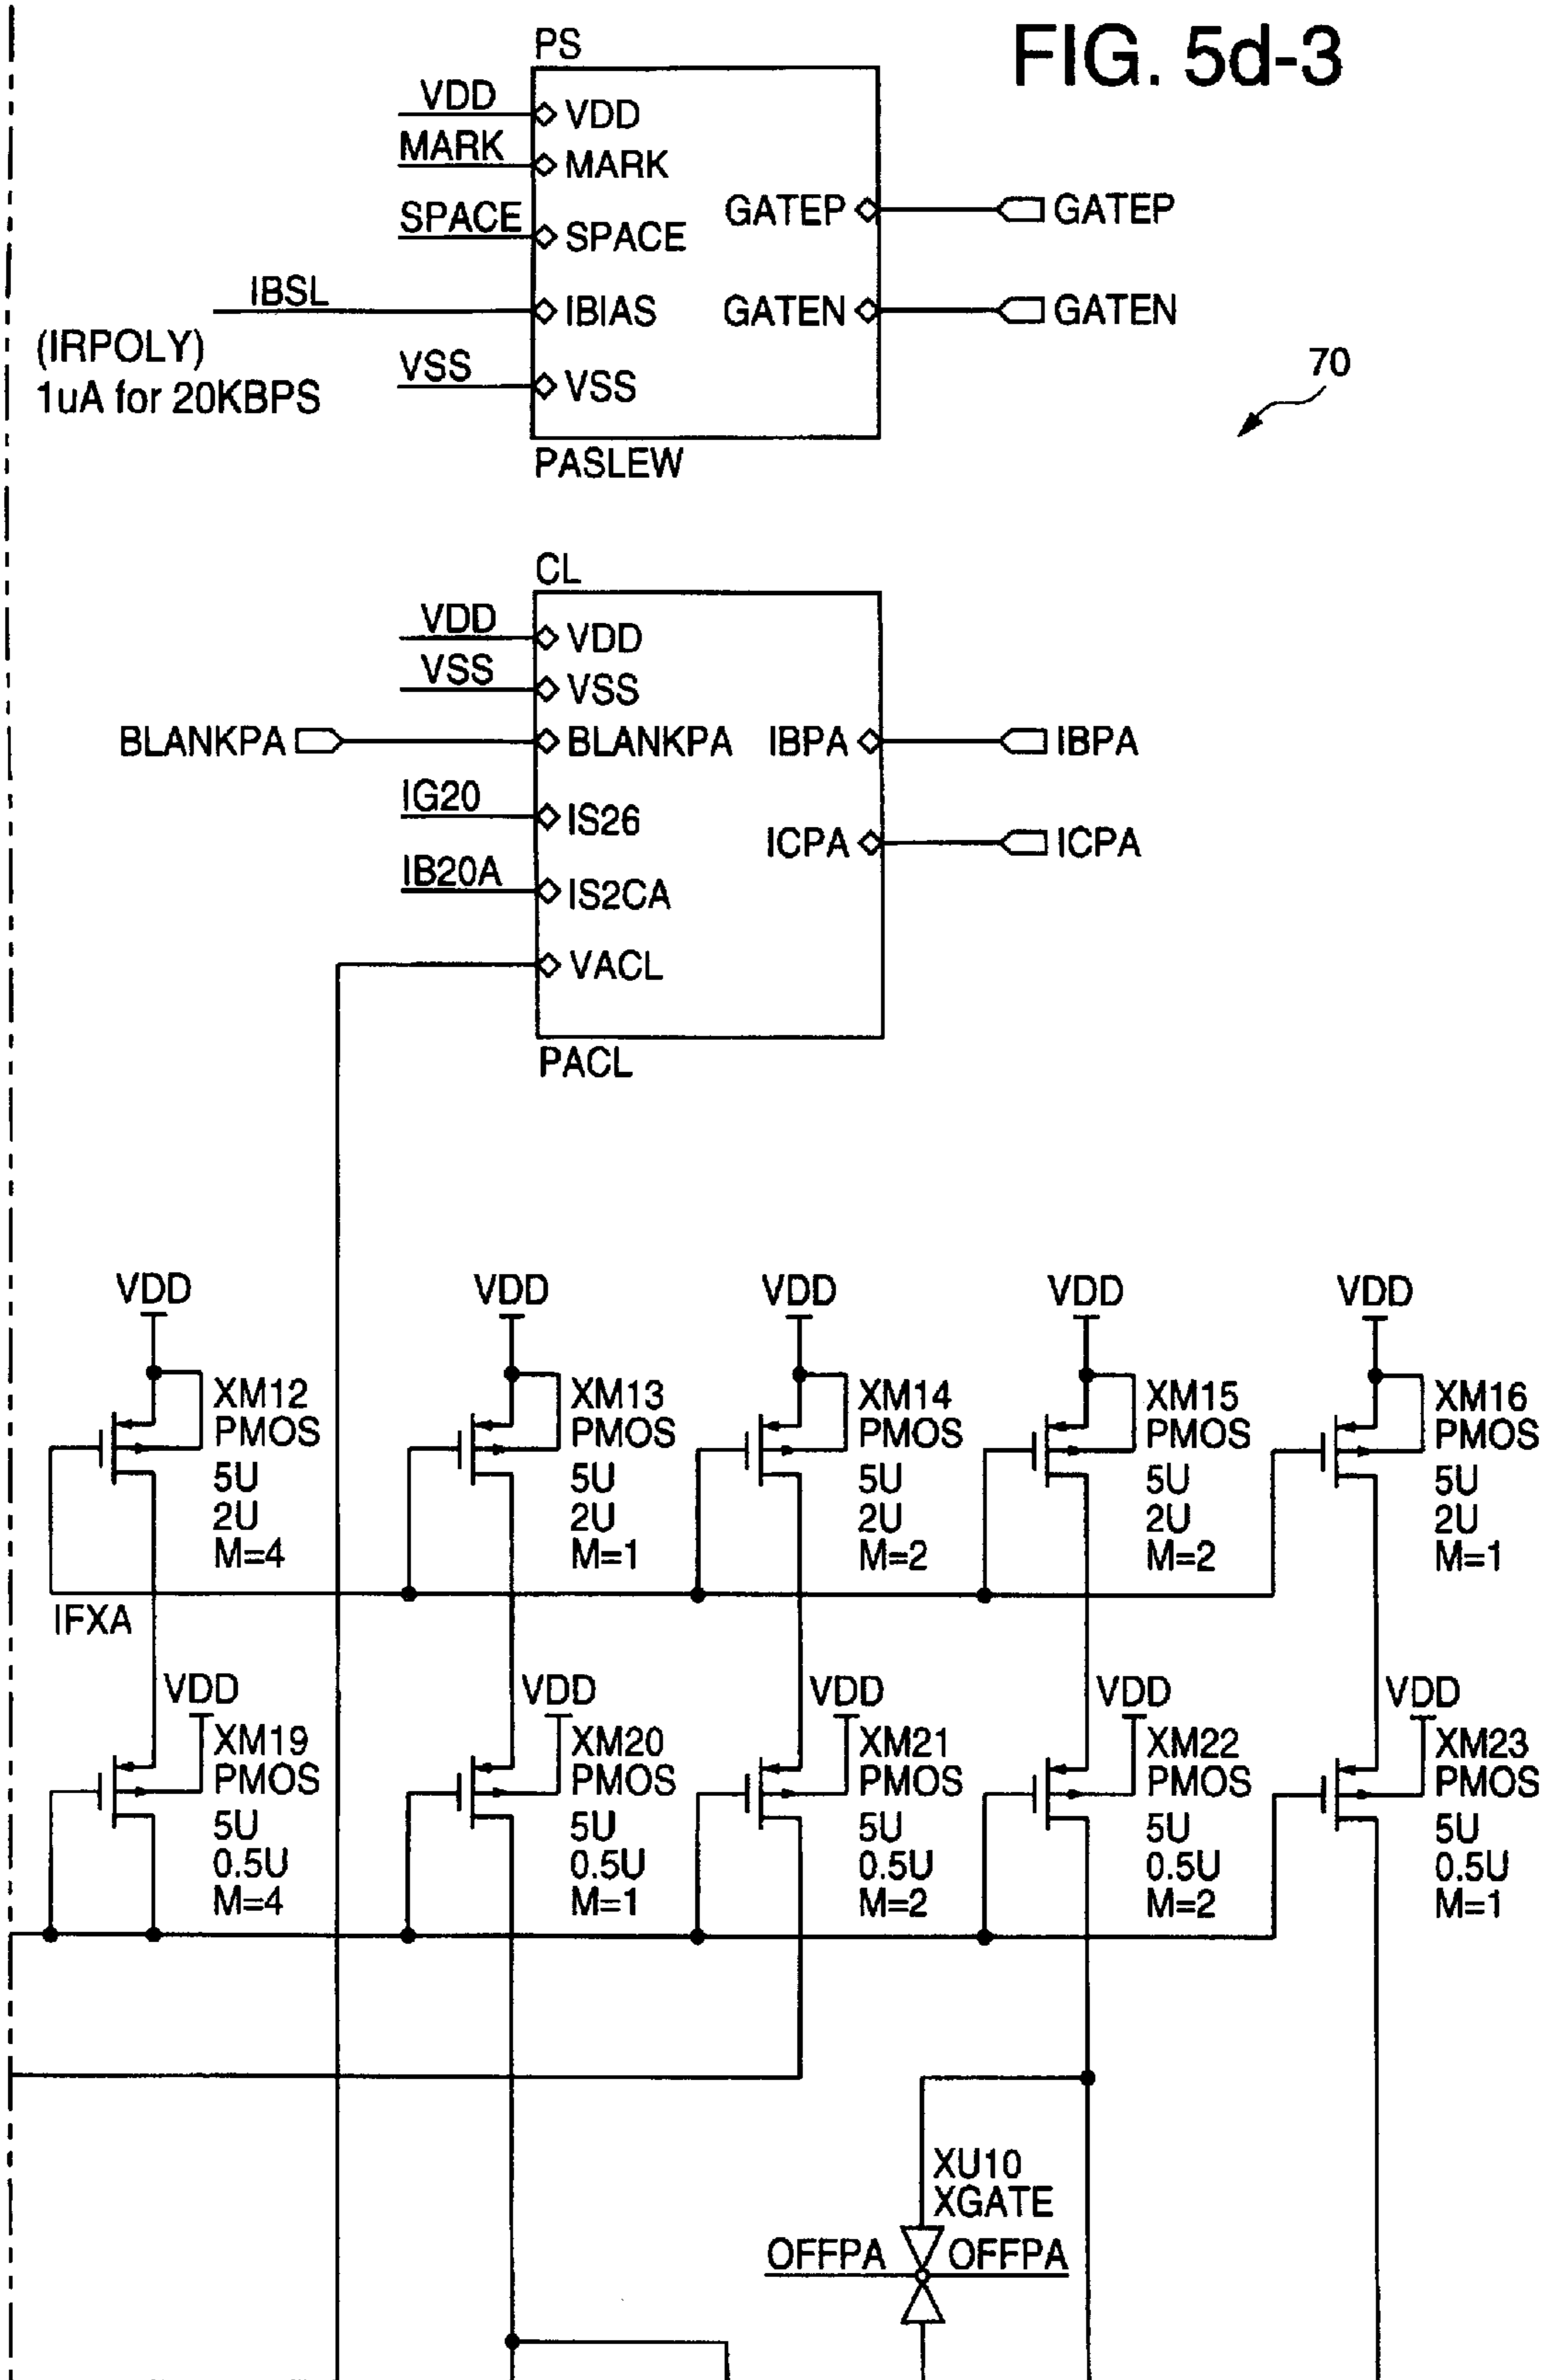 FIG. 5d-3
PS
VDD
VDD
MARK
MARK
SPACE
SPACE
GATEP
GATEP
IBSL
IBIAS
GATEN
GATEN
(IRPOLY)
1uA for 20KBPS
VSS
VSS
70
PASLEW
CL
VDD
VDD
VSS
VSS
BLANKPA
BLANKPA
IBPA
IBPA
IG20
IS26
ICPA
ICPA
IB20A
IS2CA
VACL
PACL
VDD
VDD
VDD
VDD
VDD
XM12
PMOS
5U
2U
M=4
XM13
PMOS
5U
2U
M=1
XM14
PMOS
5U
2U
M=2
XM15
PMOS
5U
2U
M=2
XM16
PMOS
5U
2U
M=1
IFXA
VDD
VDD
VDD
VDD
VDD
XM19
PMOS
5U
0.5U
M=4
XM20
PMOS
5U
0.5U
M=1
XM21
PMOS
5U
0.5U
M=2
XM22
PMOS
5U
0.5U
M=2
XM23
PMOS
5U
0.5U
M=1
XU10
XGATE
OFFPA
OFFPA